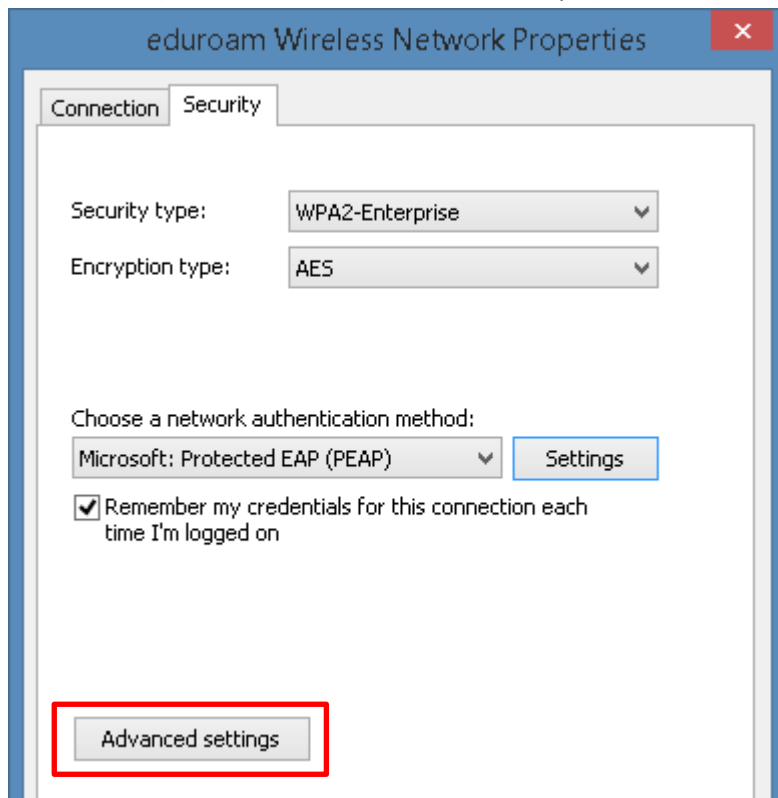 eduroam Wireless Network Properties
Connection Security
Security type: WPA2-Enterprise
Encryption type: AES
Choose a network authentication method:
Microsoft: Protected EAP (PEAP) Settings
Remember my credentials for this connection each
time I'm logged on
Advanced settings